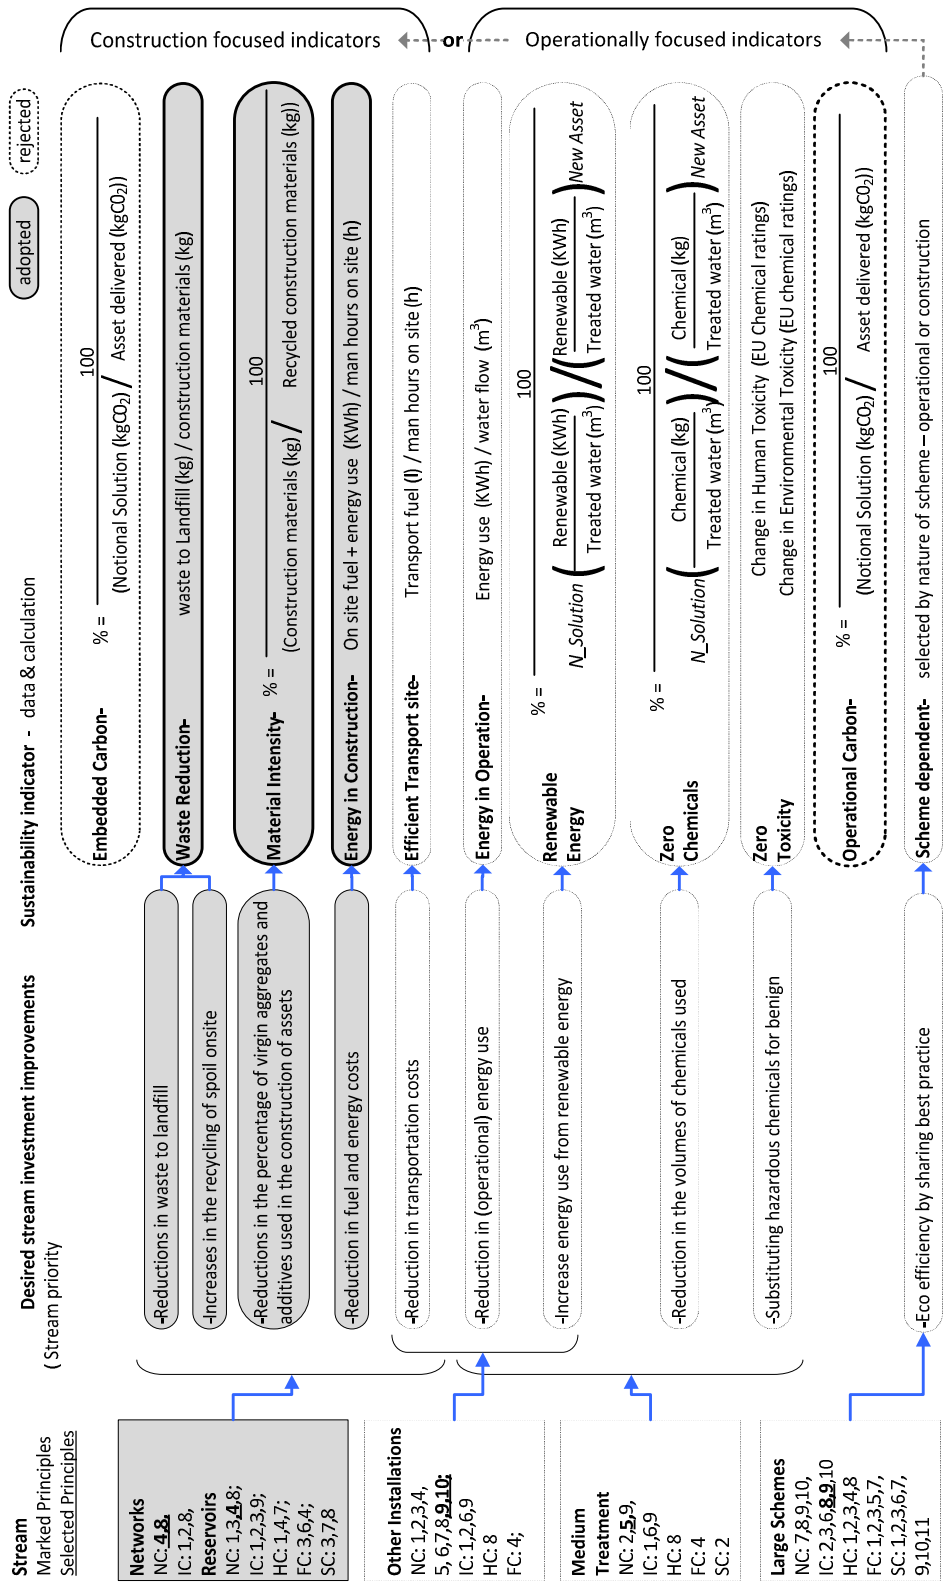 Stream
Marked Principles
Selected Principles
Desired stream investment improvements
( Stream priority
Sustainability indicator - data & calculation
adopted
rejected
Networks
NC: 4,8,
IC: 1,2,8,
Reservoirs
NC: 1,3,4,8;
IC: 1,2,3,9;
HC: 1,4,7;
FC: 3,6,4;
SC: 3,7,8
Other Installations
NC: 1,2,3,4,
5, 6,7,8,9,10;
IC: 1,2,6,9
HC: 8
FC: 4;
Medium
Treatment
NC: 2,5,9,
IC: 1,6,9
HC: 8
FC: 4
SC: 2
Large Schemes
NC: 7,8,9,10,
IC: 2,3,6,8,9,10
HC: 1,2,3,4,8
FC: 1,2,3,5,7,
SC: 1,2,3,6,7,
9,10,11
-Reductions in waste to landfill
-Increases in the recycling of spoil onsite
-Reductions in the percentage of virgin aggregates and
additives used in the construction of assets
-Reduction in fuel and energy costs
-Reduction in transportation costs
-Reduction in (operational) energy use
-Increase energy use from renewable energy
-Reduction in the volumes of chemicals used
-Substituting hazardous chemicals for benign
-Eco efficiency by sharing best practice
Embedded Carbon- % = 100
(Notional Solution (kgCO2) / Asset delivered (kgCO2))
Waste Reduction- waste to Landfill (kg) / construction materials (kg)
Material Intensity- % = 100
(Construction materials (kg) / Recycled construction materials (kg))
Energy in Construction- On site fuel + energy use (KWh) / man hours on site (h)
Efficient Transport site- Transport fuel (l) / man hours on site (h)
Energy in Operation- Energy use (KWh) / water flow (m³)
Renewable
Energy
% = 100
N_Solution ( Renewable (KWh) / Treated water (m³) ) / ( Renewable (KWh) / Treated water (m³) ) New Asset
Zero
Chemicals
% = 100
N_Solution ( Chemical (kg) / Treated water (m³) ) / ( Chemical (kg) / Treated water (m³) ) New Asset
Zero
Toxicity
Change in Human Toxicity (EU Chemical ratings)
Change in Environmental Toxicity (EU chemical ratings)
Operational Carbon- % = 100
(Notional Solution (kgCO2) / Asset delivered (kgCO2))
Scheme dependent- selected by nature of scheme – operational or construction
Construction focused indicators
or
Operationally focused indicators